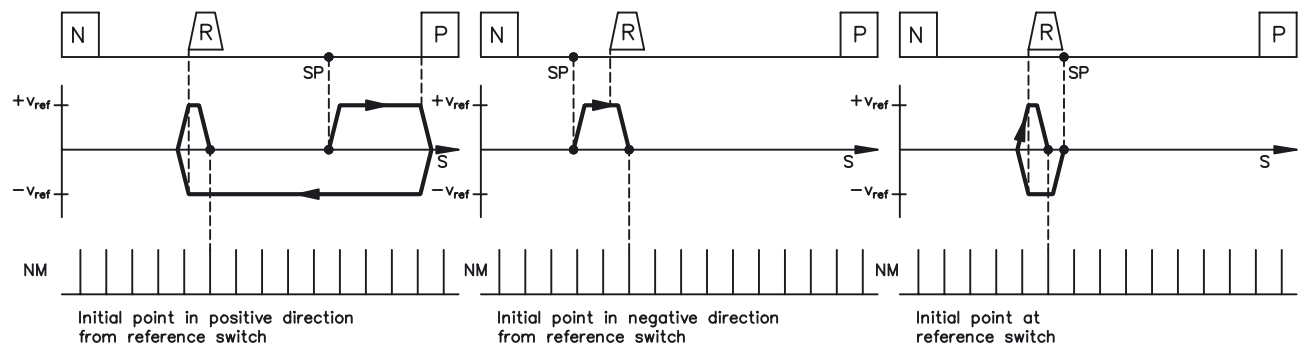 N R P N R P N R P
SP SP SP
+vref +vref +vref
S S S
−vref −vref −vref
NM NM NM
Initial point in positive direction
from reference switch
Initial point in negative direction
from reference switch
Initial point at
reference switch